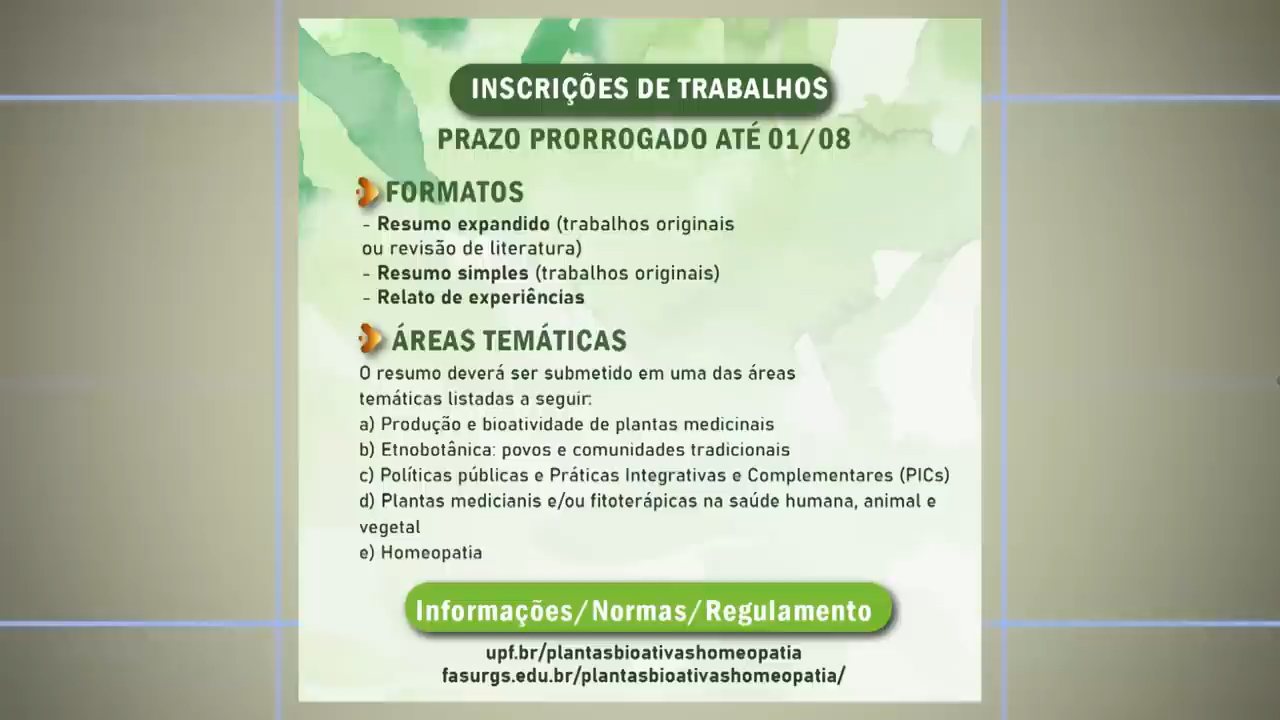 INSCRIÇÕES DE TRABALHOS
PRAZO PRORROGADO ATÉ 01/08
FORMATOS
- Resumo expandido (trabalhos originais
ou revisão de literatura)
- Resumo simples (trabalhos originais)
- Relato de experiências
ÁREAS TEMÁTICAS
O resumo deverá ser submetido em uma das áreas
temáticas listadas a seguir:
a) Produção e bioatividade de plantas medicinais
b) Etnobotânica: povos e comunidades tradicionais
c) Políticas públicas e Práticas Integrativas e Complementares (PICs)
d) Plantas medicianis e/ou fitoterápicas na saúde humana, animal e
vegetal
e) Homeopatia
Informações/Normas/Regulamento
upf.br/plantasbioativashomeopatia
fasurgs.edu.br/plantasbioativashomeopatia/